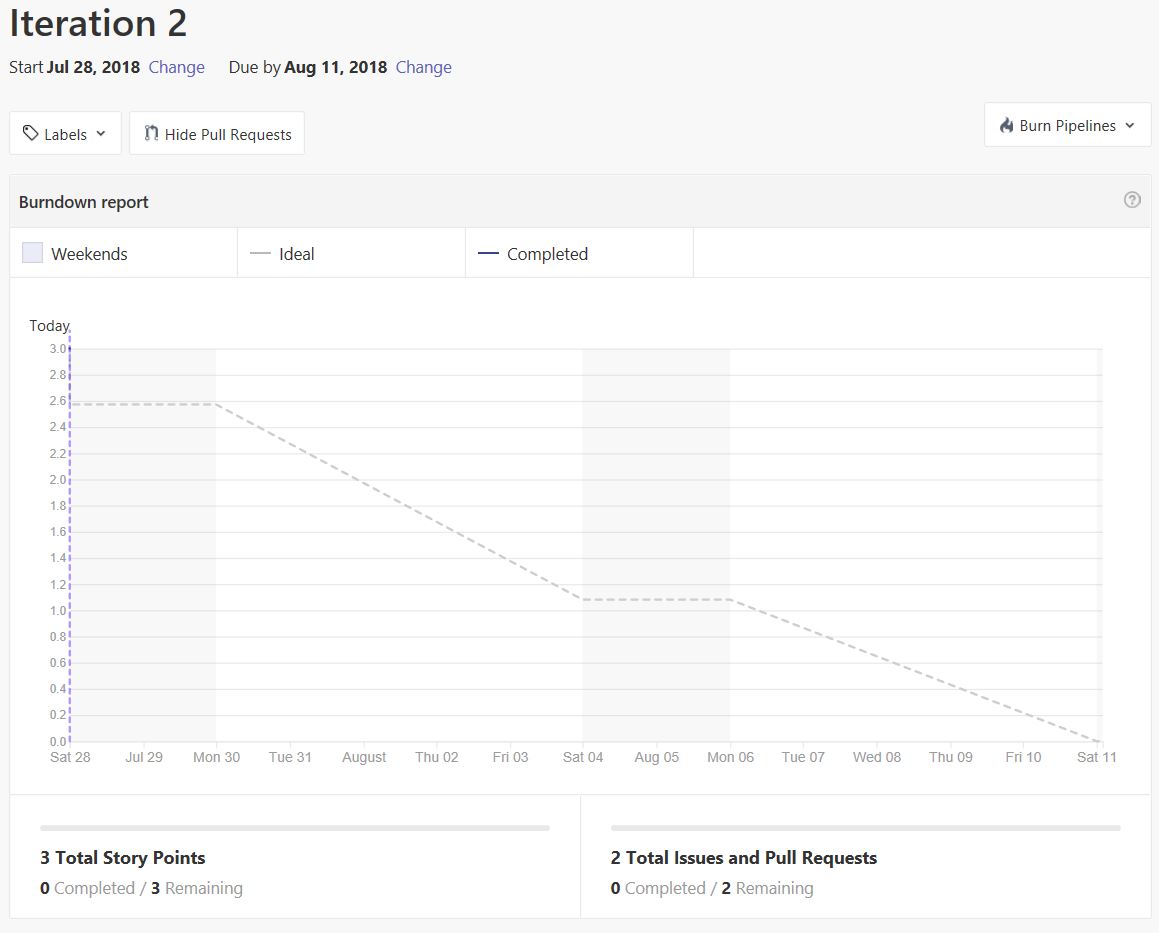 Iteration 2
Start Jul 28, 2018 Change Due by Aug 11, 2018 Change
Labels Hide Pull Requests Burn Pipelines
Burndown report ?
Weekends Ideal Completed
Today
3.0
2.8
2.6
2.4
2.2
2.0
1.8
1.6
1.4
1.2
1.0
0.8
0.6
0.4
0.2
0.0
Sat 28 Jul 29 Mon 30 Tue 31 August Thu 02 Fri 03 Sat 04 Aug 05 Mon 06 Tue 07 Wed 08 Thu 09 Fri 10 Sat 11
3 Total Story Points
0 Completed / 3 Remaining
2 Total Issues and Pull Requests
0 Completed / 2 Remaining